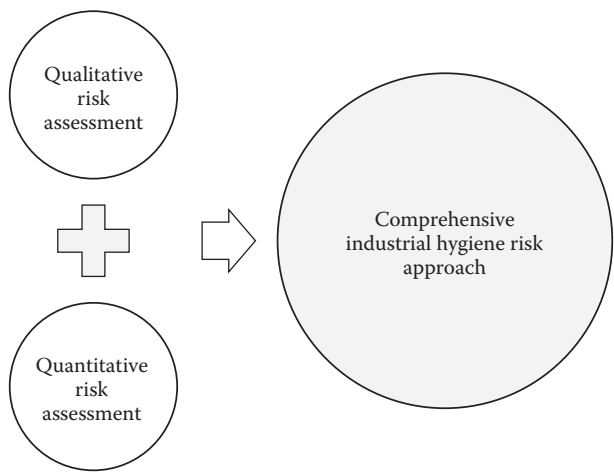 Qualitative
risk
assessment
Quantitative
risk
assessment
Comprehensive
industrial hygiene risk
approach